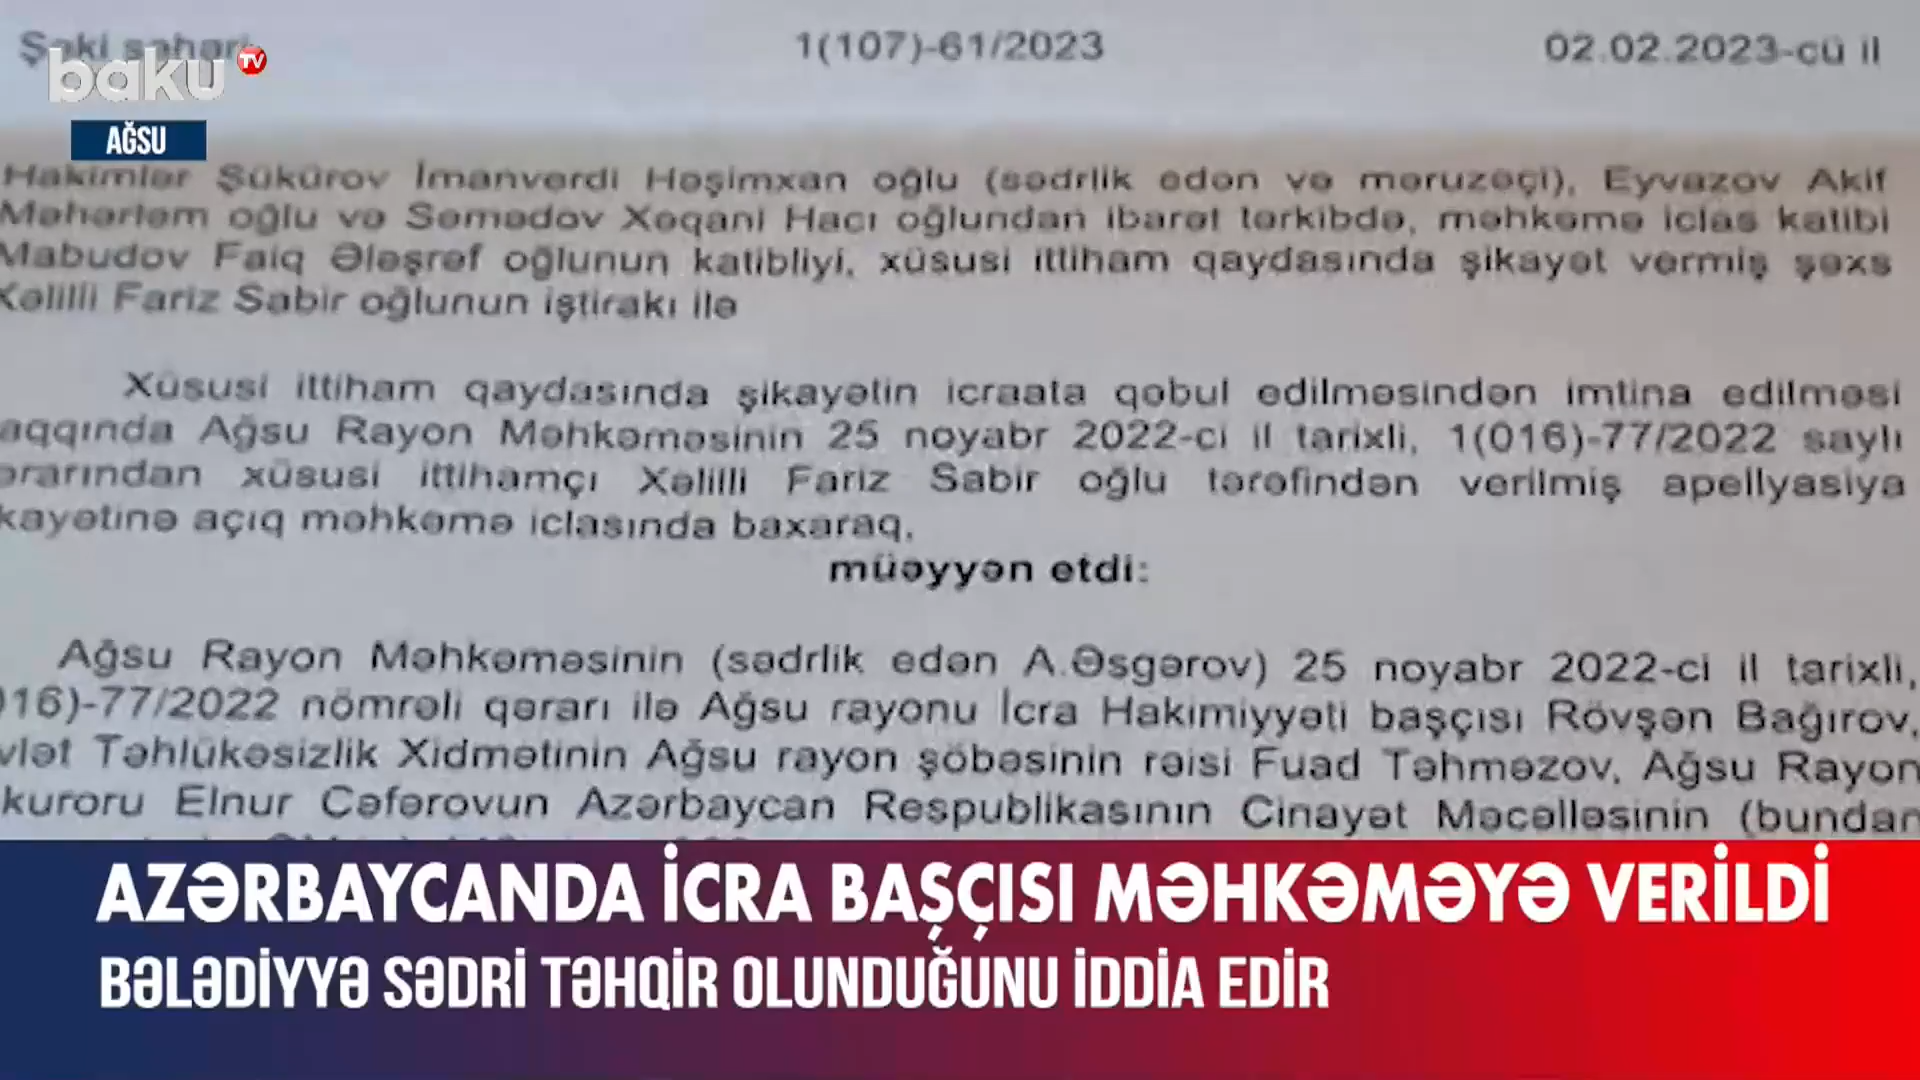 Şəki şəhəri 1(107)-61/2023 02.02.2023-cü il
baku TV
AĞSU
Hakimlər Şükürov İmanverdi Həşimxan oğlu (sədrlik edən və məruzəçi), Eyvazov Akif
Məhərləm oğlu və Səmədov Xəqani Hacı oğlundan ibarət tərkibdə, məhkəmə iclas katibi
Mabudov Faiq Ələşrəf oğlunun katibliyi, xüsusi ittiham qaydasında şikayət vermiş şəxs
Xəlilli Fariz Sabir oğlunun iştirakı ilə
Xüsusi ittiham qaydasında şikayətin icraata qəbul edilməsindən imtina edilməsi
aqqında Ağsu Rayon Məhkəməsinin 25 noyabr 2022-ci il tarixli, 1(016)-77/2022 saylı
ərarından xüsusi ittihamçı Xəlilli Fariz Sabir oğlu tərəfindən verilmiş apellyasiya
kayətinə açıq məhkəmə iclasında baxaraq,
müəyyən etdi:
Ağsu Rayon Məhkəməsinin (sədrlik edən A.Əsgərov) 25 noyabr 2022-ci il tarixli,
016)-77/2022 nömrəli qərarı ilə Ağsu rayonu İcra Hakimiyyəti başçısı Rövşən Bağırov,
vlət Təhlükəsizlik Xidmətinin Ağsu rayon şöbəsinin rəisi Fuad Təhməzov, Ağsu Rayon
kuroru Elnur Cəfərovun Azərbaycan Respublikasının Cinayət Məcəlləsinin (bundan
AZƏRBAYCANDA İCRA BAŞÇISI MƏHKƏMƏYƏ VERİLDİ
BƏLƏDİYYƏ SƏDRİ TƏHQİR OLUNDUĞUNU İDDİA EDİR